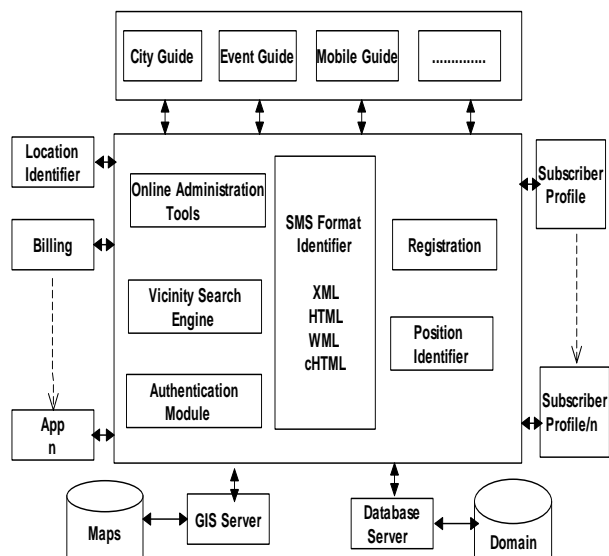 City Guide
Event Guide
Mobile Guide
..............
Location
Identifier
Billing
App
n
Online Administration
Tools
Vicinity Search
Engine
Authentication
Module
SMS Format
Identifier
XML
HTML
WML
cHTML
Registration
Position
Identifier
Subscriber
Profile
Subscriber
Profile/n
Maps
GIS Server
Database
Server
Domain